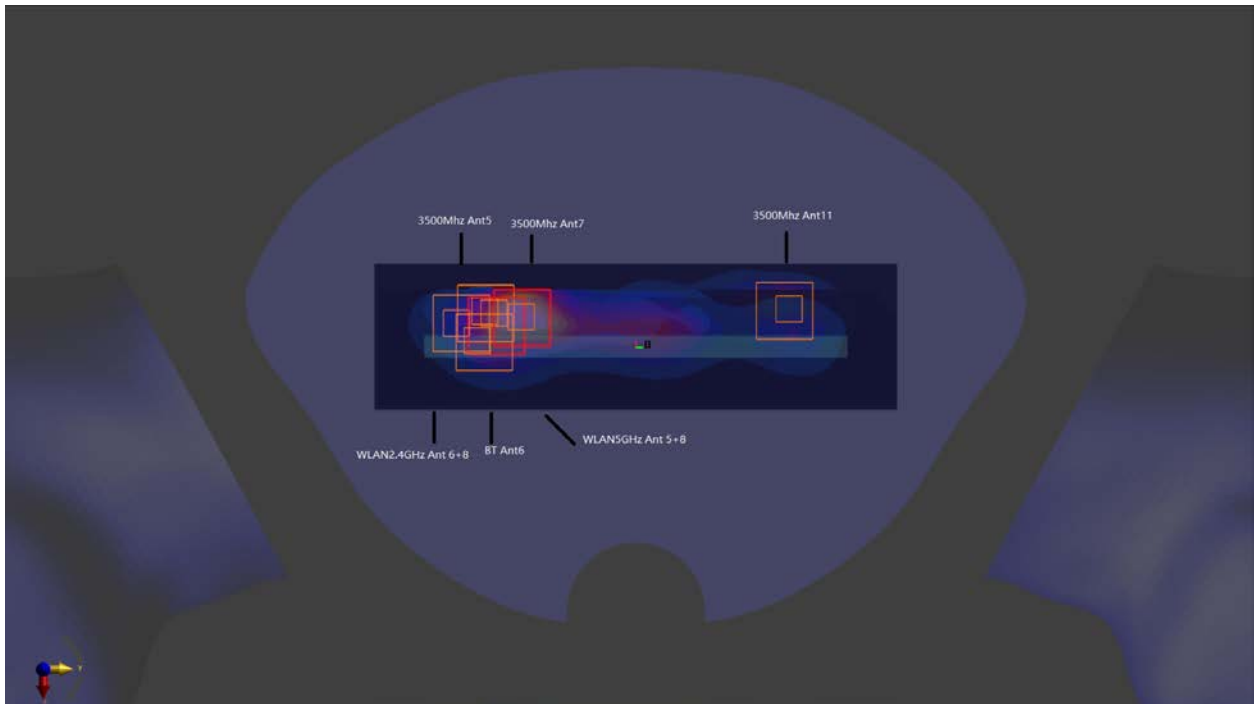 3500Mhz Ant5
3500Mhz Ant7
3500Mhz Ant11
WLAN2.4GHz Ant 6+8
BT Ant6
WLAN5GHz Ant 5+8